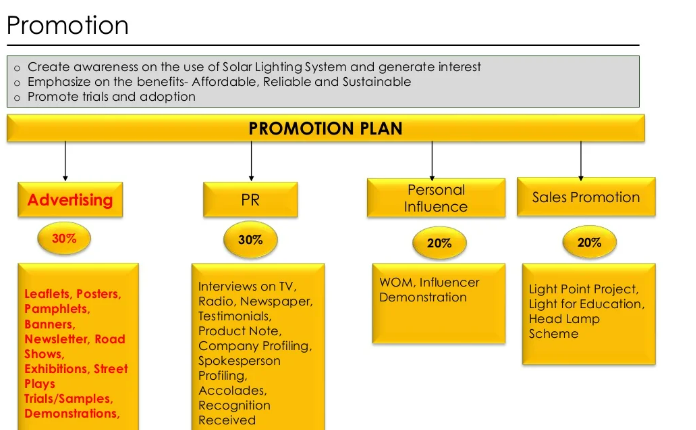 Promotion
o Create awareness on the use of Solar Lighting System and generate interest
o Emphasize on the benefits- Affordable, Reliable and Sustainable
o Promote trials and adoption
PROMOTION PLAN
Advertising
30%
Leaflets, Posters,
Pamphlets,
Banners,
Newsletter, Road
Shows,
Exhibitions, Street
Plays
Trials/Samples,
Demonstrations,
PR
30%
Interviews on TV,
Radio, Newspaper,
Testimonials,
Product Note,
Company Profiling,
Spokesperson
Profiling,
Accolades,
Recognition
Received
Personal
Influence
20%
WOM, Influencer
Demonstration
Sales Promotion
20%
Light Point Project,
Light for Education,
Head Lamp
Scheme